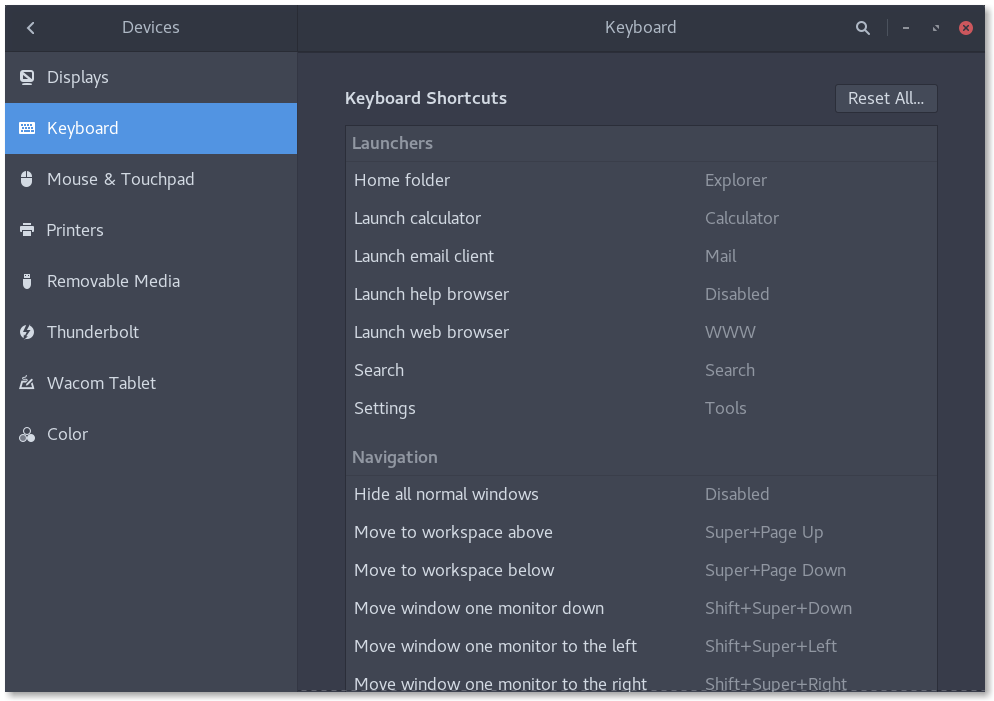 Devices
Keyboard
Displays
Keyboard
Mouse & Touchpad
Printers
Removable Media
Thunderbolt
Wacom Tablet
Color
Keyboard Shortcuts
Reset All...
Launchers
Home folder Explorer
Launch calculator Calculator
Launch email client Mail
Launch help browser Disabled
Launch web browser WWW
Search Search
Settings Tools
Navigation
Hide all normal windows Disabled
Move to workspace above Super+Page Up
Move to workspace below Super+Page Down
Move window one monitor down Shift+Super+Down
Move window one monitor to the left Shift+Super+Left
Move window one monitor to the right Shift+Super+Right